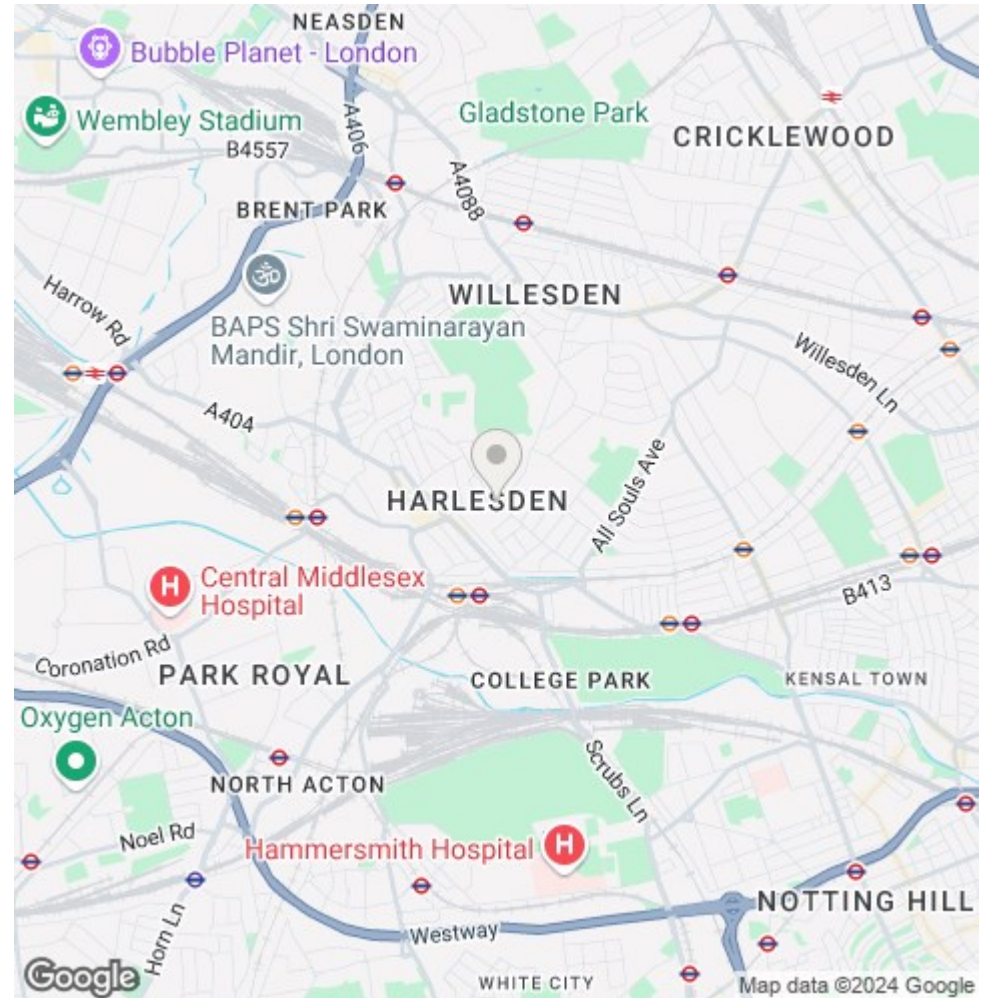 NEASDEN
Bubble Planet - London
Wembley Stadium
B4557
A406
Gladstone Park
CRICKLEWOOD
A4088
BRENT PARK
Harrow Rd
WILLESDEN
BAPS Shri Swaminarayan
Mandir, London
Willesden Ln
A404
All Souls Ave
HARLESDEN
H
Central Middlesex
Hospital
B413
Coronation Rd
PARK ROYAL
COLLEGE PARK
KENSAL TOWN
Oxygen Acton
NORTH ACTON
Scrubs Ln
Noel Rd
Hammersmith Hospital
H
Horn Ln
NOTTING HILL
Westway
WHITE CITY
Google
Map data ©2024 Google